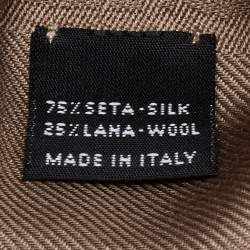 75% SETA-SILK
25% LANA-WOOL
MADE IN ITALY